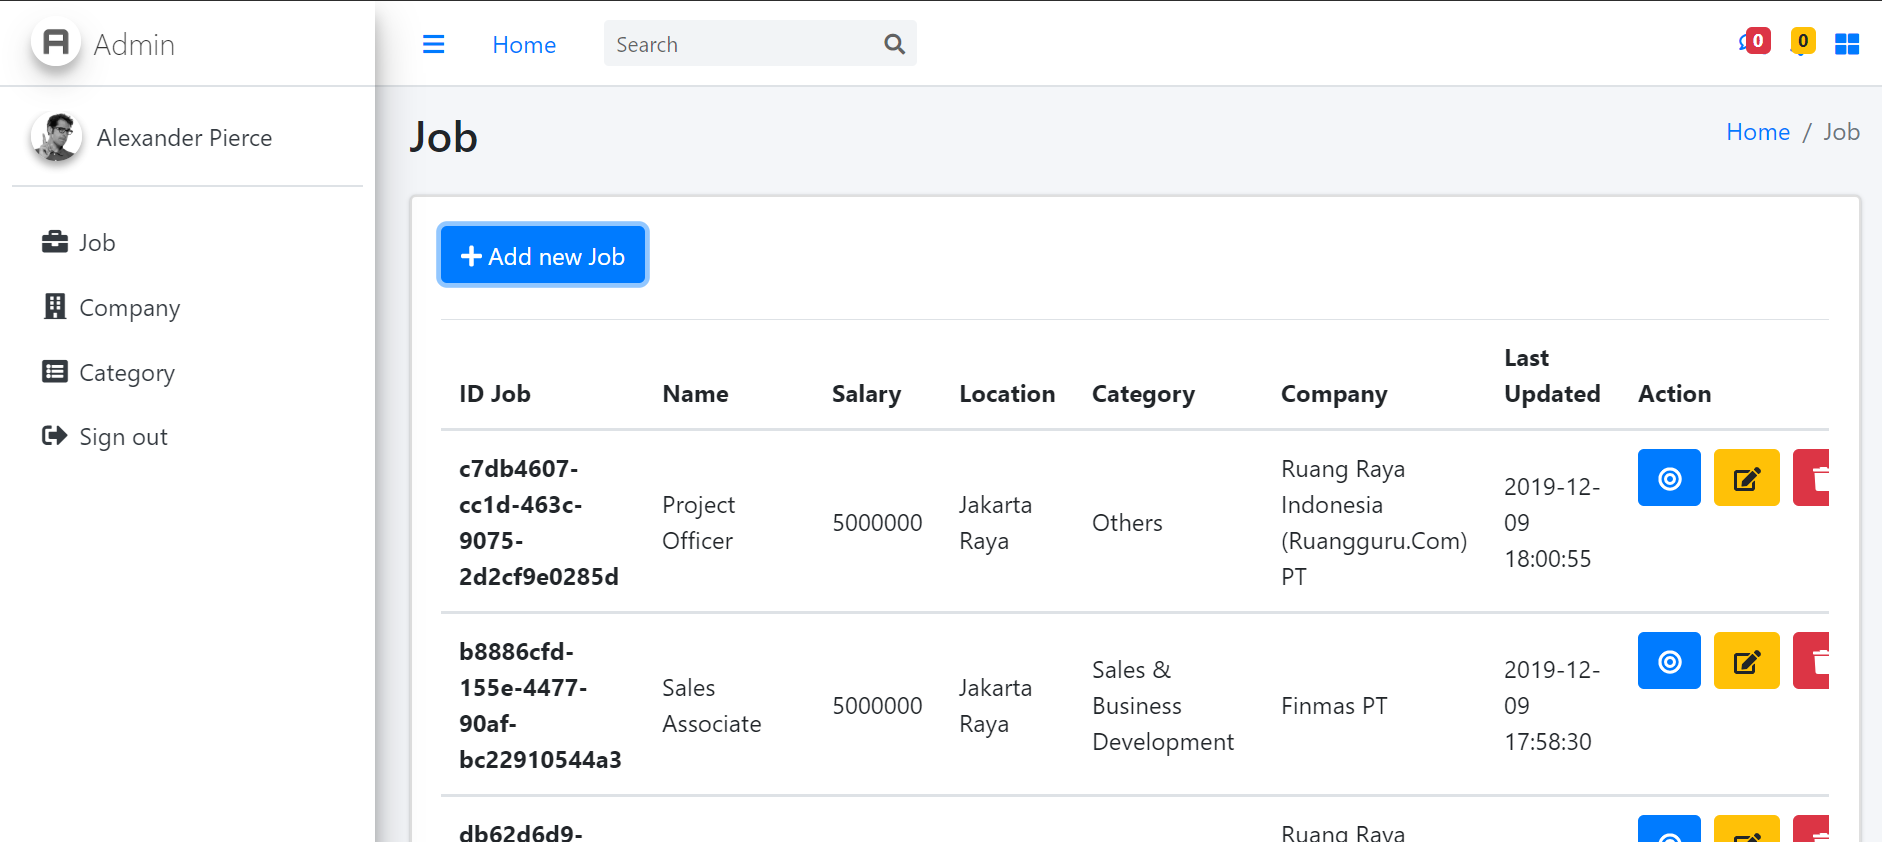 Admin
Home
Search
0
0
Alexander Pierce
Job
Company
Category
Sign out
Job
Home / Job
Add new Job
ID Job Name Salary Location Category Company Last Updated Action
c7db4607-
cc1d-463c-
9075-
2d2cf9e0285d
Project
Officer
5000000
Jakarta
Raya
Others
Ruang Raya
Indonesia
(Ruangguru.Com)
PT
2019-12-
09
18:00:55
b8886cfd-
155e-4477-
90af-
bc22910544a3
Sales
Associate
5000000
Jakarta
Raya
Sales &
Business
Development
Finmas PT
2019-12-
09
17:58:30
db62d6d9-
Ruang Raya